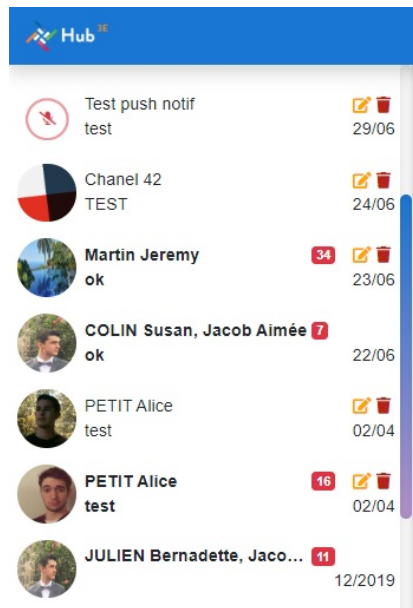 Hub 3E
Test push notif
test 29/06
Chanel 42
TEST 24/06
Martin Jeremy 34
ok 23/06
COLIN Susan, Jacob Aimée 7
ok 22/06
PETIT Alice
test 02/04
PETIT Alice 16
test 02/04
JULIEN Bernadette, Jaco... 11
12/2019